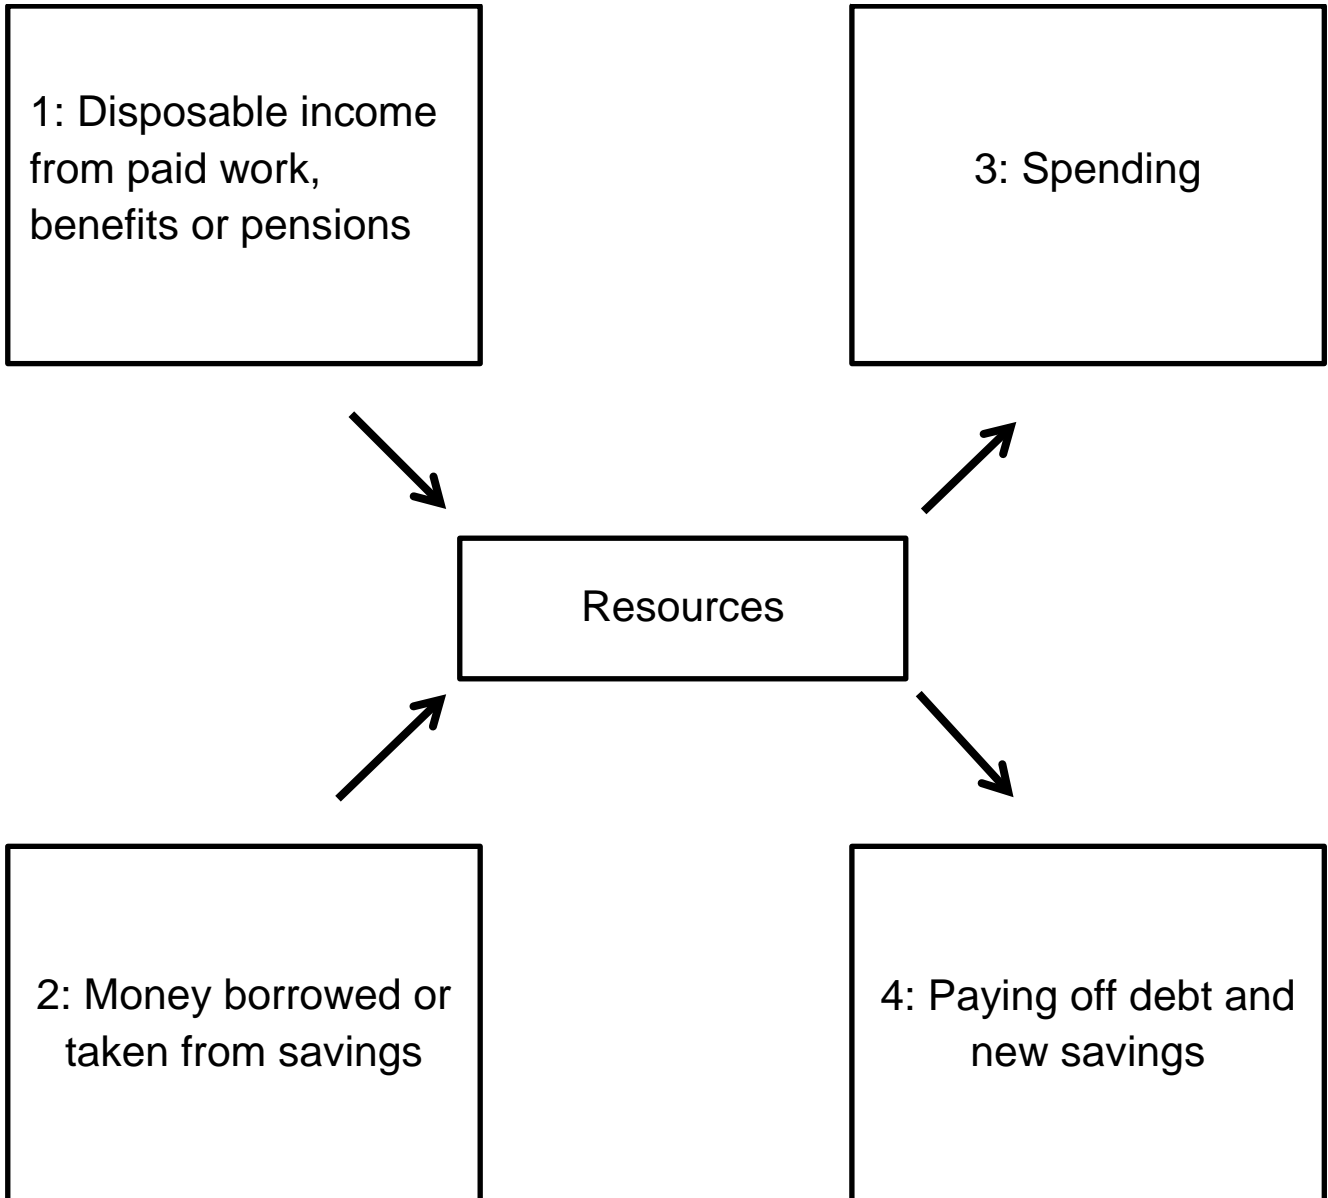 1: Disposable income
from paid work,
benefits or pensions
3: Spending
Resources
2: Money borrowed or
taken from savings
4: Paying off debt and
new savings